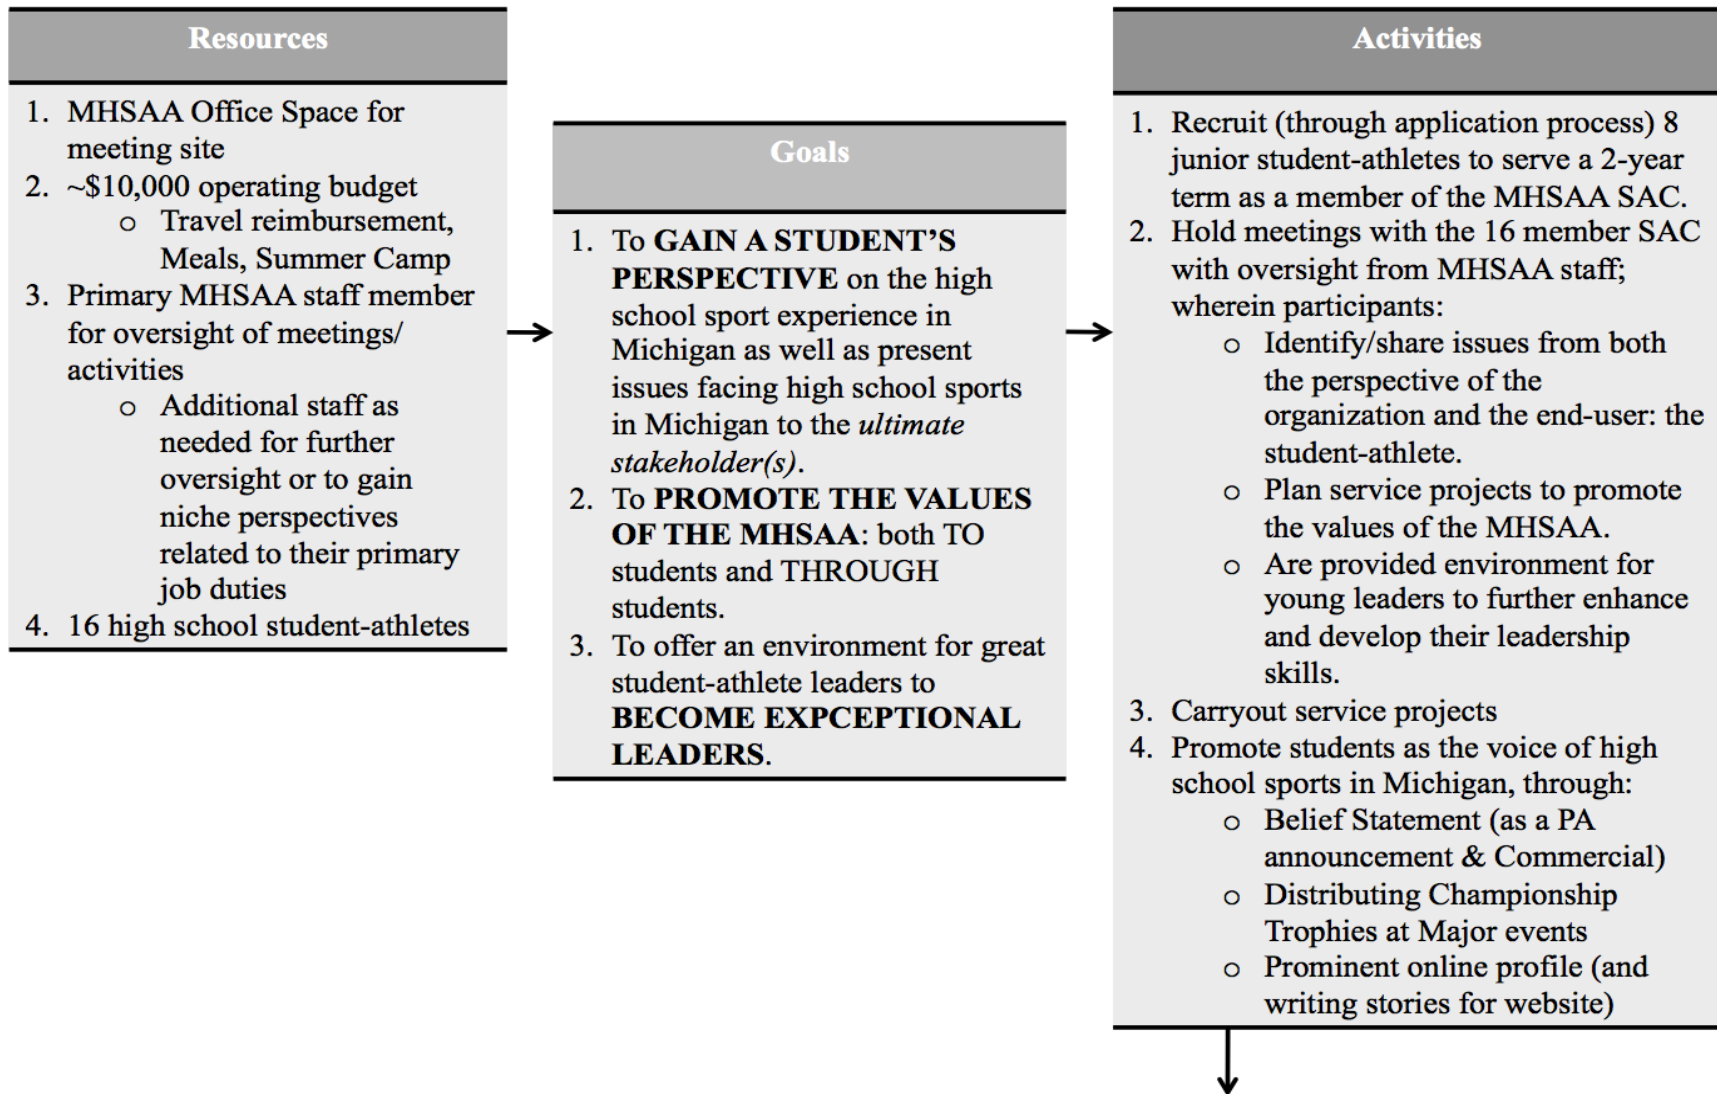 Resources
1. MHSAA Office Space for
meeting site
2. ~$10,000 operating budget
o Travel reimbursement,
Meals, Summer Camp
3. Primary MHSAA staff member
for oversight of meetings/
activities
o Additional staff as
needed for further
oversight or to gain
niche perspectives
related to their primary
job duties
4. 16 high school student-athletes
Goals
1. To GAIN A STUDENT’S
PERSPECTIVE on the high
school sport experience in
Michigan as well as present
issues facing high school sports
in Michigan to the ultimate
stakeholder(s).
2. To PROMOTE THE VALUES
OF THE MHSAA: both TO
students and THROUGH
students.
3. To offer an environment for great
student-athlete leaders to
BECOME EXPCEPTIONAL
LEADERS.
Activities
1. Recruit (through application process) 8
junior student-athletes to serve a 2-year
term as a member of the MHSAA SAC.
2. Hold meetings with the 16 member SAC
with oversight from MHSAA staff;
wherein participants:
o Identify/share issues from both
the perspective of the
organization and the end-user: the
student-athlete.
o Plan service projects to promote
the values of the MHSAA.
o Are provided environment for
young leaders to further enhance
and develop their leadership
skills.
3. Carryout service projects
4. Promote students as the voice of high
school sports in Michigan, through:
o Belief Statement (as a PA
announcement & Commercial)
o Distributing Championship
Trophies at Major events
o Prominent online profile (and
writing stories for website)